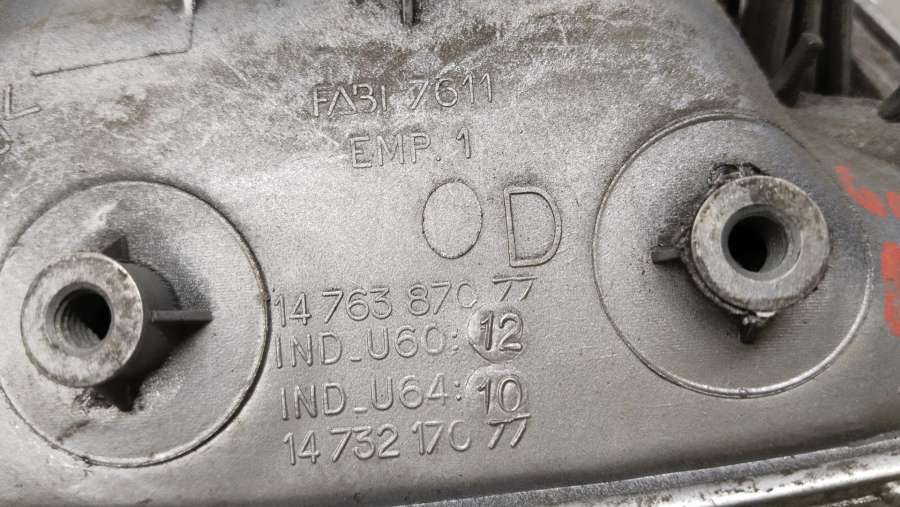 L
FABI 7611
EMP. 1
D
14 763 870 77
IND_U60: 12
IND_U64: 10
14 732 170 77